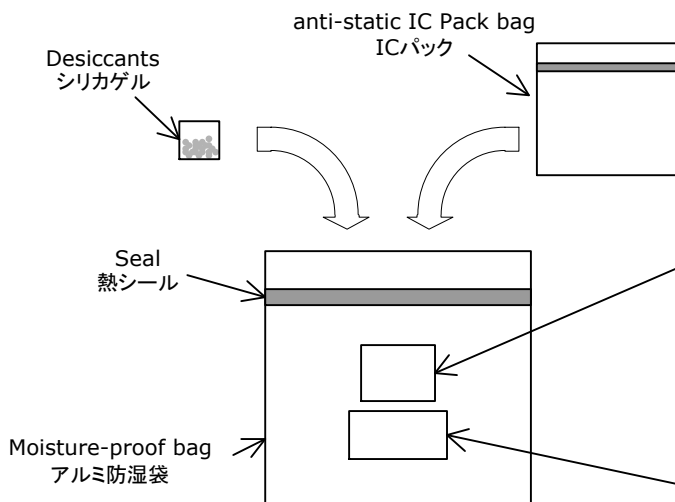 anti-static IC Pack bag
ICパック
Desiccants
シリカゲル
Seal
熱シール
Moisture-proof bag
アルミ防湿袋